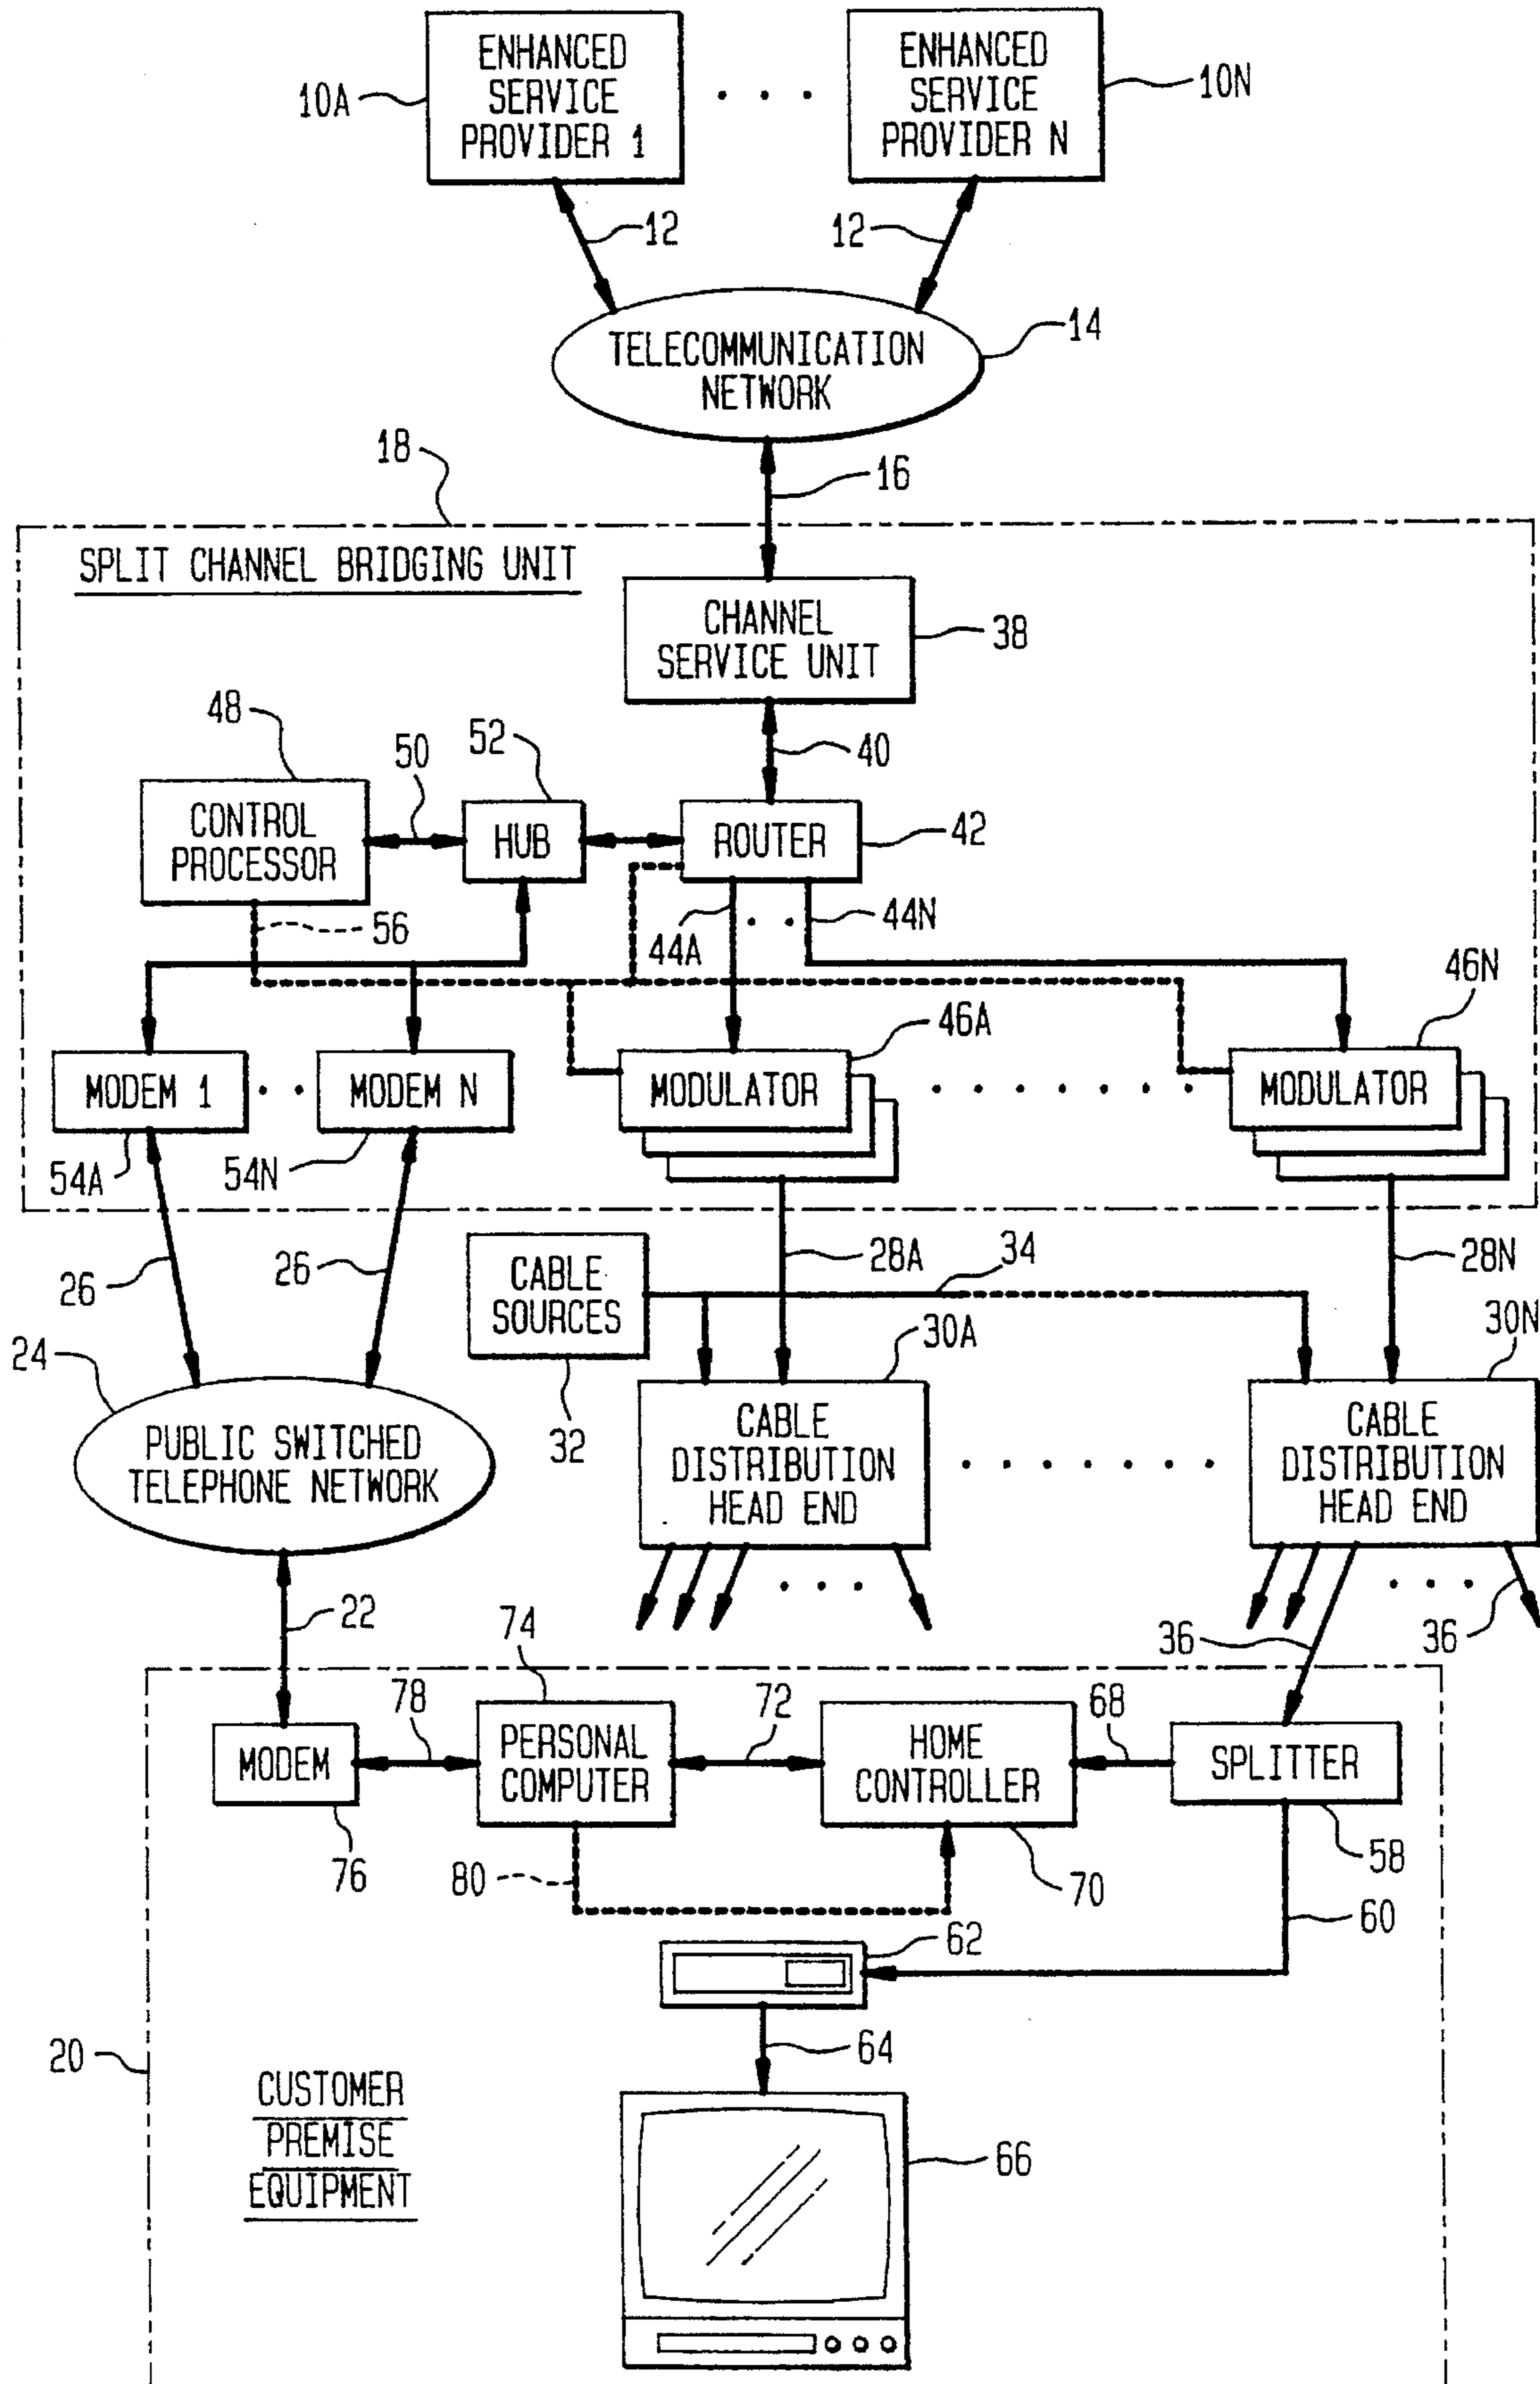 ENHANCED
SERVICE
PROVIDER 1
10A
. . .
ENHANCED
SERVICE
PROVIDER N
10N
12
12
TELECOMMUNICATION
NETWORK
14
16
18
SPLIT CHANNEL BRIDGING UNIT
CHANNEL
SERVICE UNIT
38
40
48
CONTROL
PROCESSOR
50
52
HUB
ROUTER
42
56
44A
44N
46A
46N
MODEM 1
MODEM N
MODULATOR
MODULATOR
54A
54N
26
26
CABLE
SOURCES
32
28A
34
28N
30A
30N
24
PUBLIC SWITCHED
TELEPHONE NETWORK
CABLE
DISTRIBUTION
HEAD END
CABLE
DISTRIBUTION
HEAD END
22
36
36
74
78
72
68
MODEM
PERSONAL
COMPUTER
HOME
CONTROLLER
SPLITTER
76
80
70
58
60
62
64
20
CUSTOMER
PREMISE
EQUIPMENT
66